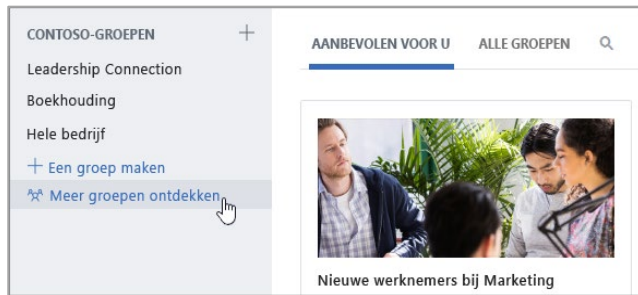 CONTOSO-GROEPEN
Leadership Connection
Boekhouding
Hele bedrijf
Een groep maken
Meer groepen ontdekken
AANBEVOLEN VOOR U
ALLE GROEPEN
Nieuwe werknemers bij Marketing